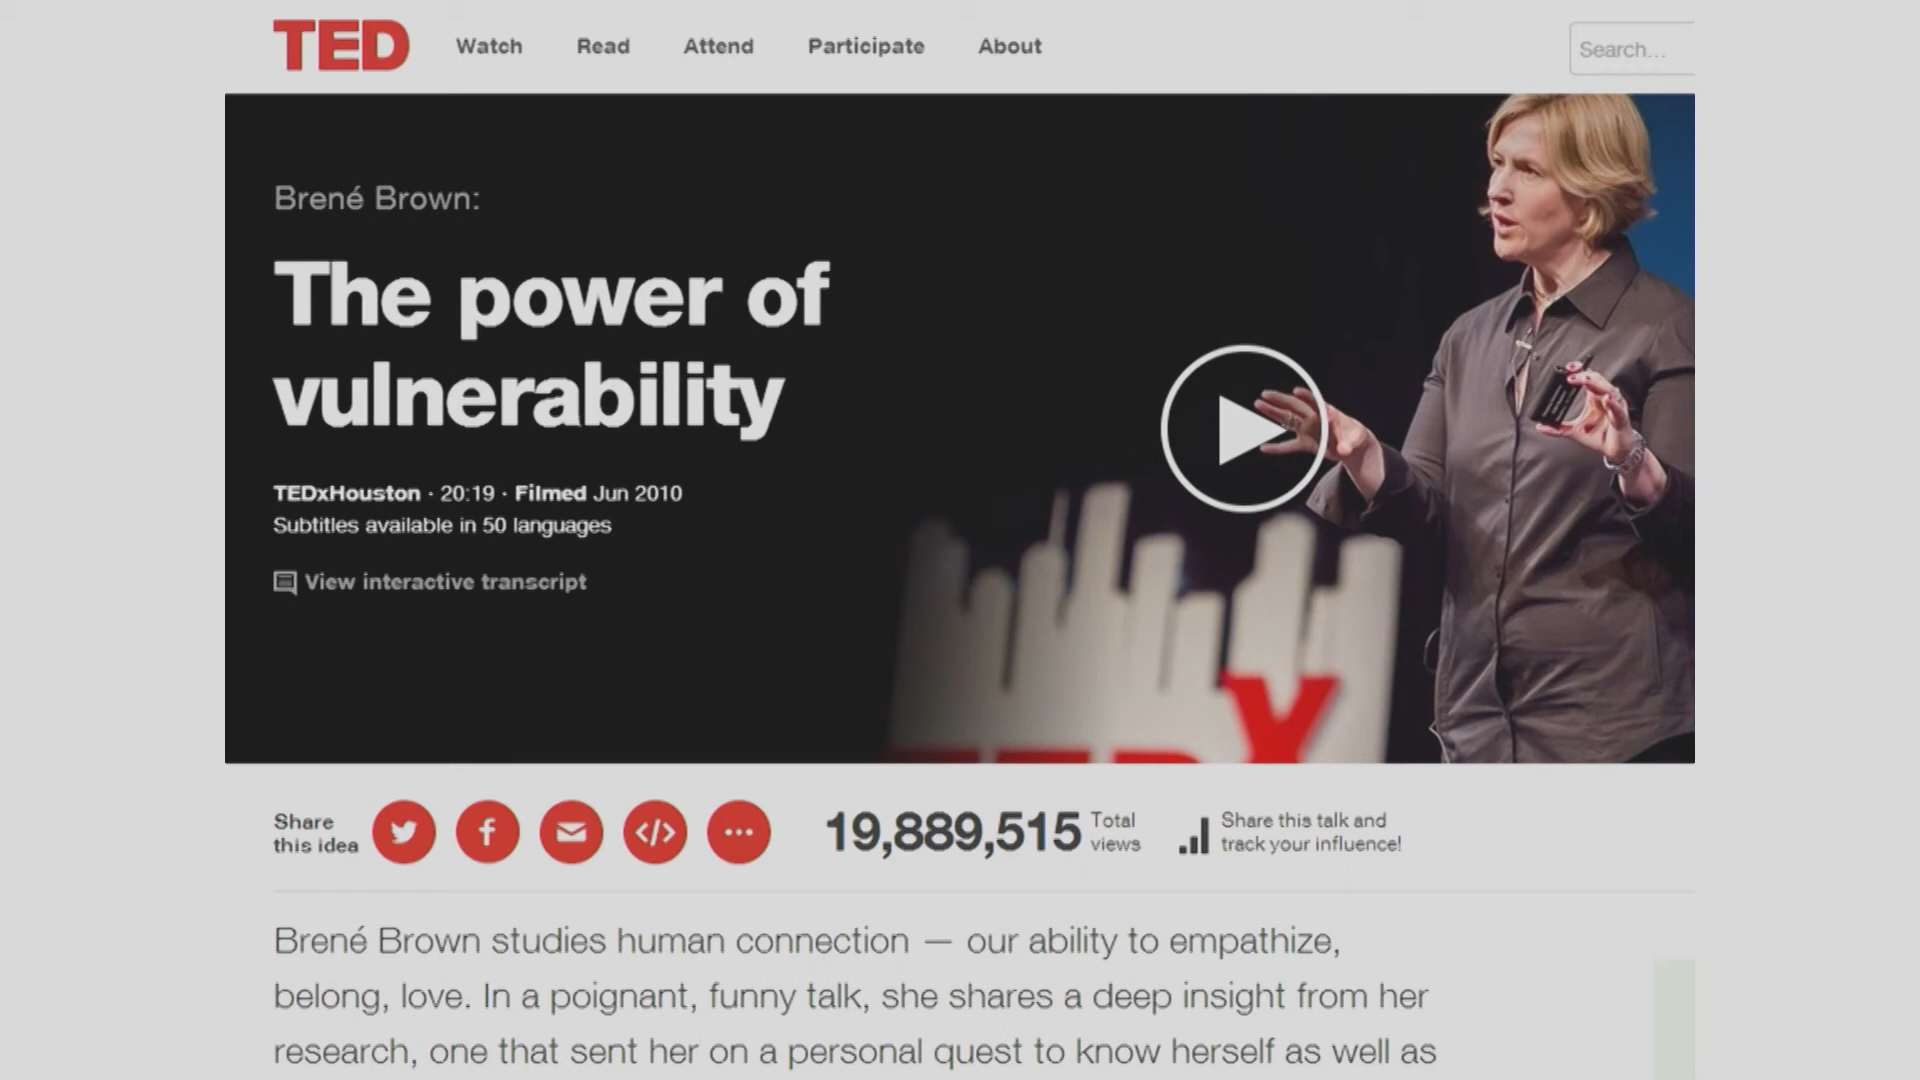 TED
Watch
Read
Attend
Participate
About
Search...
Brené Brown:
The power of
vulnerability
TEDxHouston · 20:19 · Filmed Jun 2010
Subtitles available in 50 languages
View interactive transcript
X
Share
this idea
19,889,515
Total
views
Share this talk and
track your influence!
Brené Brown studies human connection — our ability to empathize,
belong, love. In a poignant, funny talk, she shares a deep insight from her
research, one that sent her on a personal quest to know herself as well as